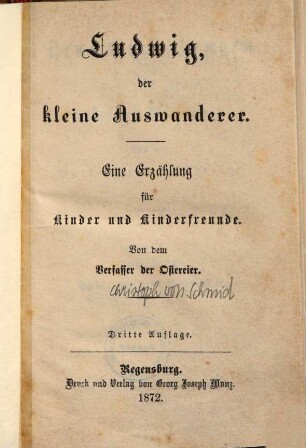 Ludwig,
der
kleine Auswanderer.
Eine Erzählung
für
Kinder und Kinderfreunde.
Von dem
Verfasser der Ostereier.
Christoph von Schmid
Dritte Auflage.
Regensburg.
Druck und Verlag von Georg Joseph Manz.
1872.